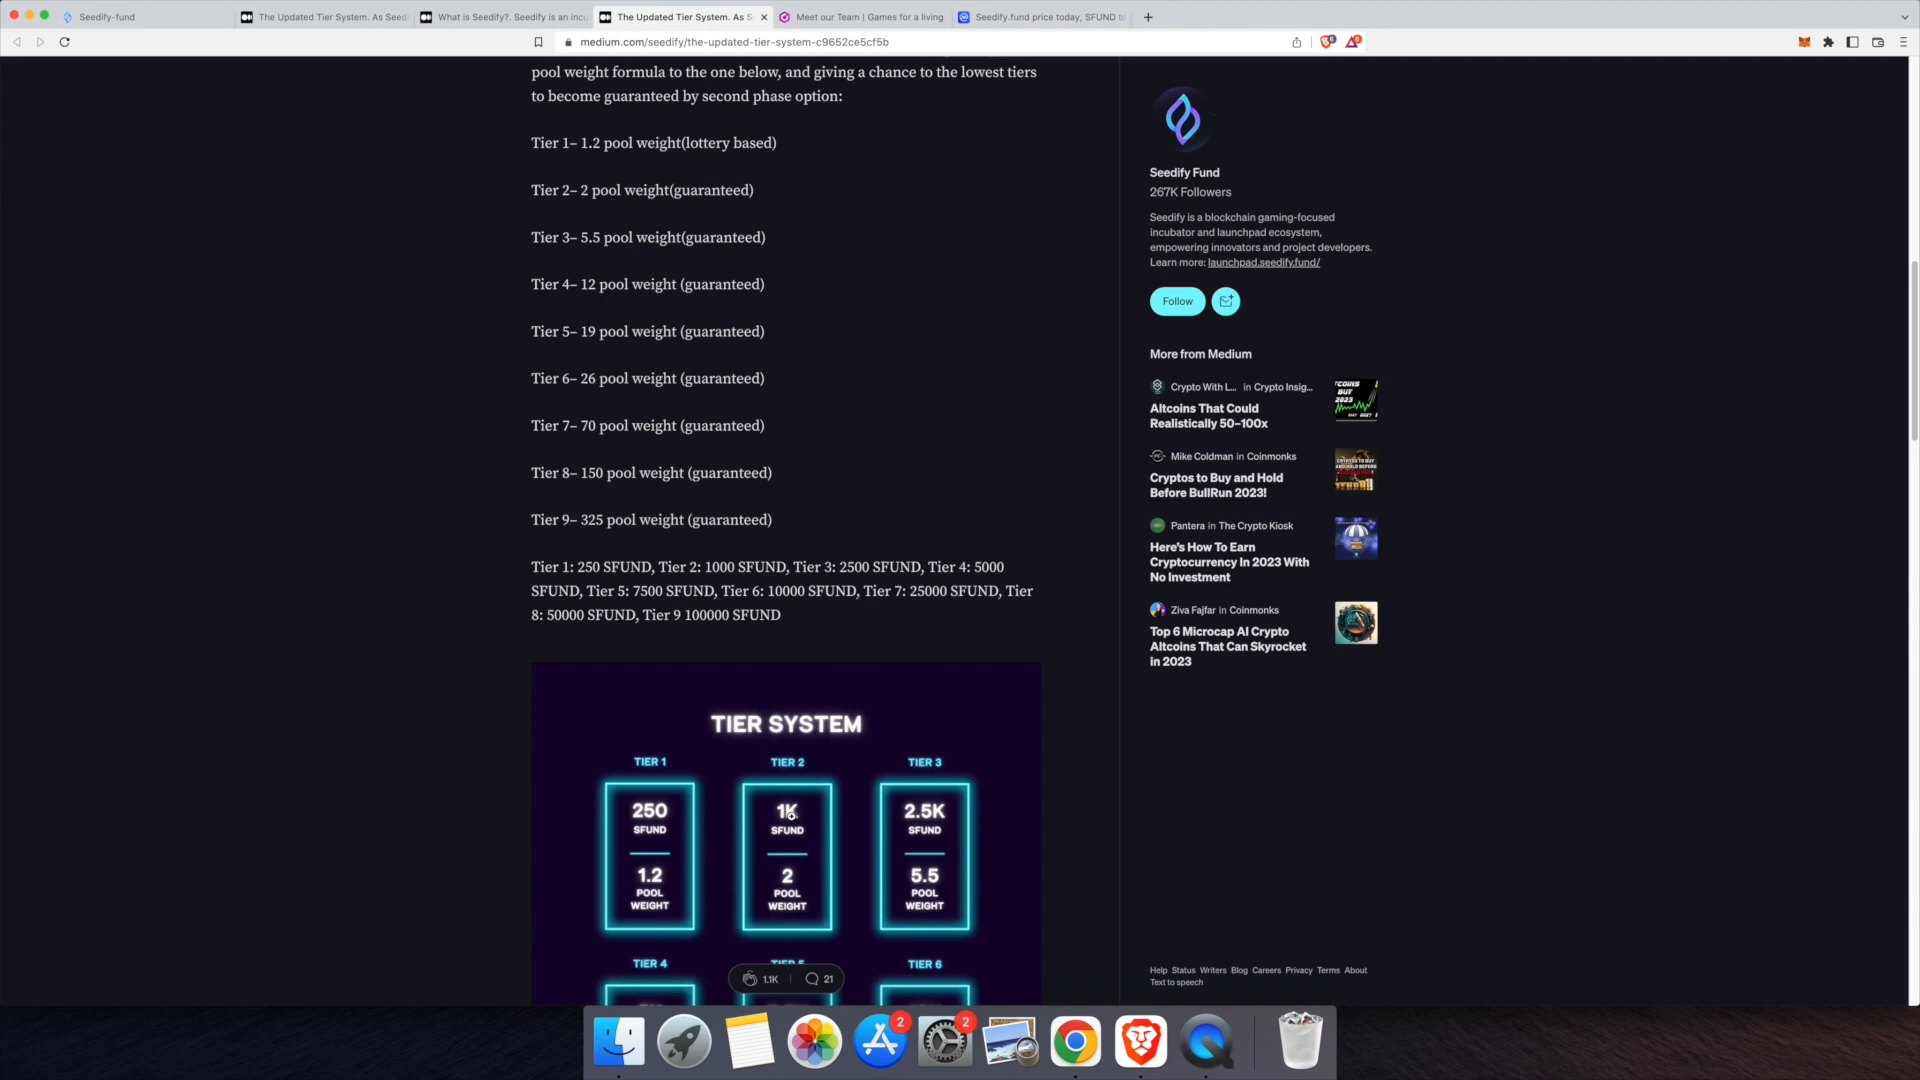 Seedify-fund
The Updated Tier System. As Seed
What is Seedify?. Seedify is an incu
The Updated Tier System. As S
Meet our Team | Games for a living
Seedify.fund price today, SFUND to
medium.com/seedify/the-updated-tier-system-c9652ce5cf5b
pool weight formula to the one below, and giving a chance to the lowest tiers
to become guaranteed by second phase option:
Tier 1– 1.2 pool weight(lottery based)
Tier 2– 2 pool weight(guaranteed)
Tier 3– 5.5 pool weight(guaranteed)
Tier 4– 12 pool weight (guaranteed)
Tier 5– 19 pool weight (guaranteed)
Tier 6– 26 pool weight (guaranteed)
Tier 7– 70 pool weight (guaranteed)
Tier 8– 150 pool weight (guaranteed)
Tier 9– 325 pool weight (guaranteed)
Tier 1: 250 SFUND, Tier 2: 1000 SFUND, Tier 3: 2500 SFUND, Tier 4: 5000
SFUND, Tier 5: 7500 SFUND, Tier 6: 10000 SFUND, Tier 7: 25000 SFUND, Tier
8: 50000 SFUND, Tier 9 100000 SFUND
TIER SYSTEM
TIER 1
250
SFUND
1.2
POOL
WEIGHT
TIER 2
1K
SFUND
2
POOL
WEIGHT
TIER 3
2.5K
SFUND
5.5
POOL
WEIGHT
TIER 4
TIER 6
1.1K
21
Seedify Fund
267K Followers
Seedify is a blockchain gaming-focused
incubator and launchpad ecosystem,
empowering innovators and project developers.
Learn more: launchpad.seedify.fund/
Follow
More from Medium
Crypto With L... in Crypto Insig...
Altcoins That Could
Realistically 50–100x
Mike Coldman in Coinmonks
Cryptos to Buy and Hold
Before BullRun 2023!
Pantera in The Crypto Kiosk
Here's How To Earn
Cryptocurrency In 2023 With
No Investment
Ziva Fajfar in Coinmonks
Top 6 Microcap AI Crypto
Altcoins That Can Skyrocket
in 2023
Help Status Writers Blog Careers Privacy Terms About
Text to speech
2
2